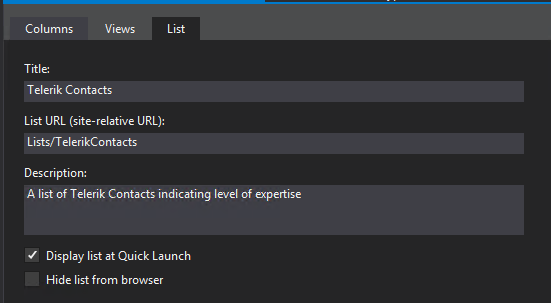 Columns Views List
Title:
Telerik Contacts
List URL (site-relative URL):
Lists/TelerikContacts
Description:
A list of Telerik Contacts indicating level of expertise
Display list at Quick Launch
Hide list from browser